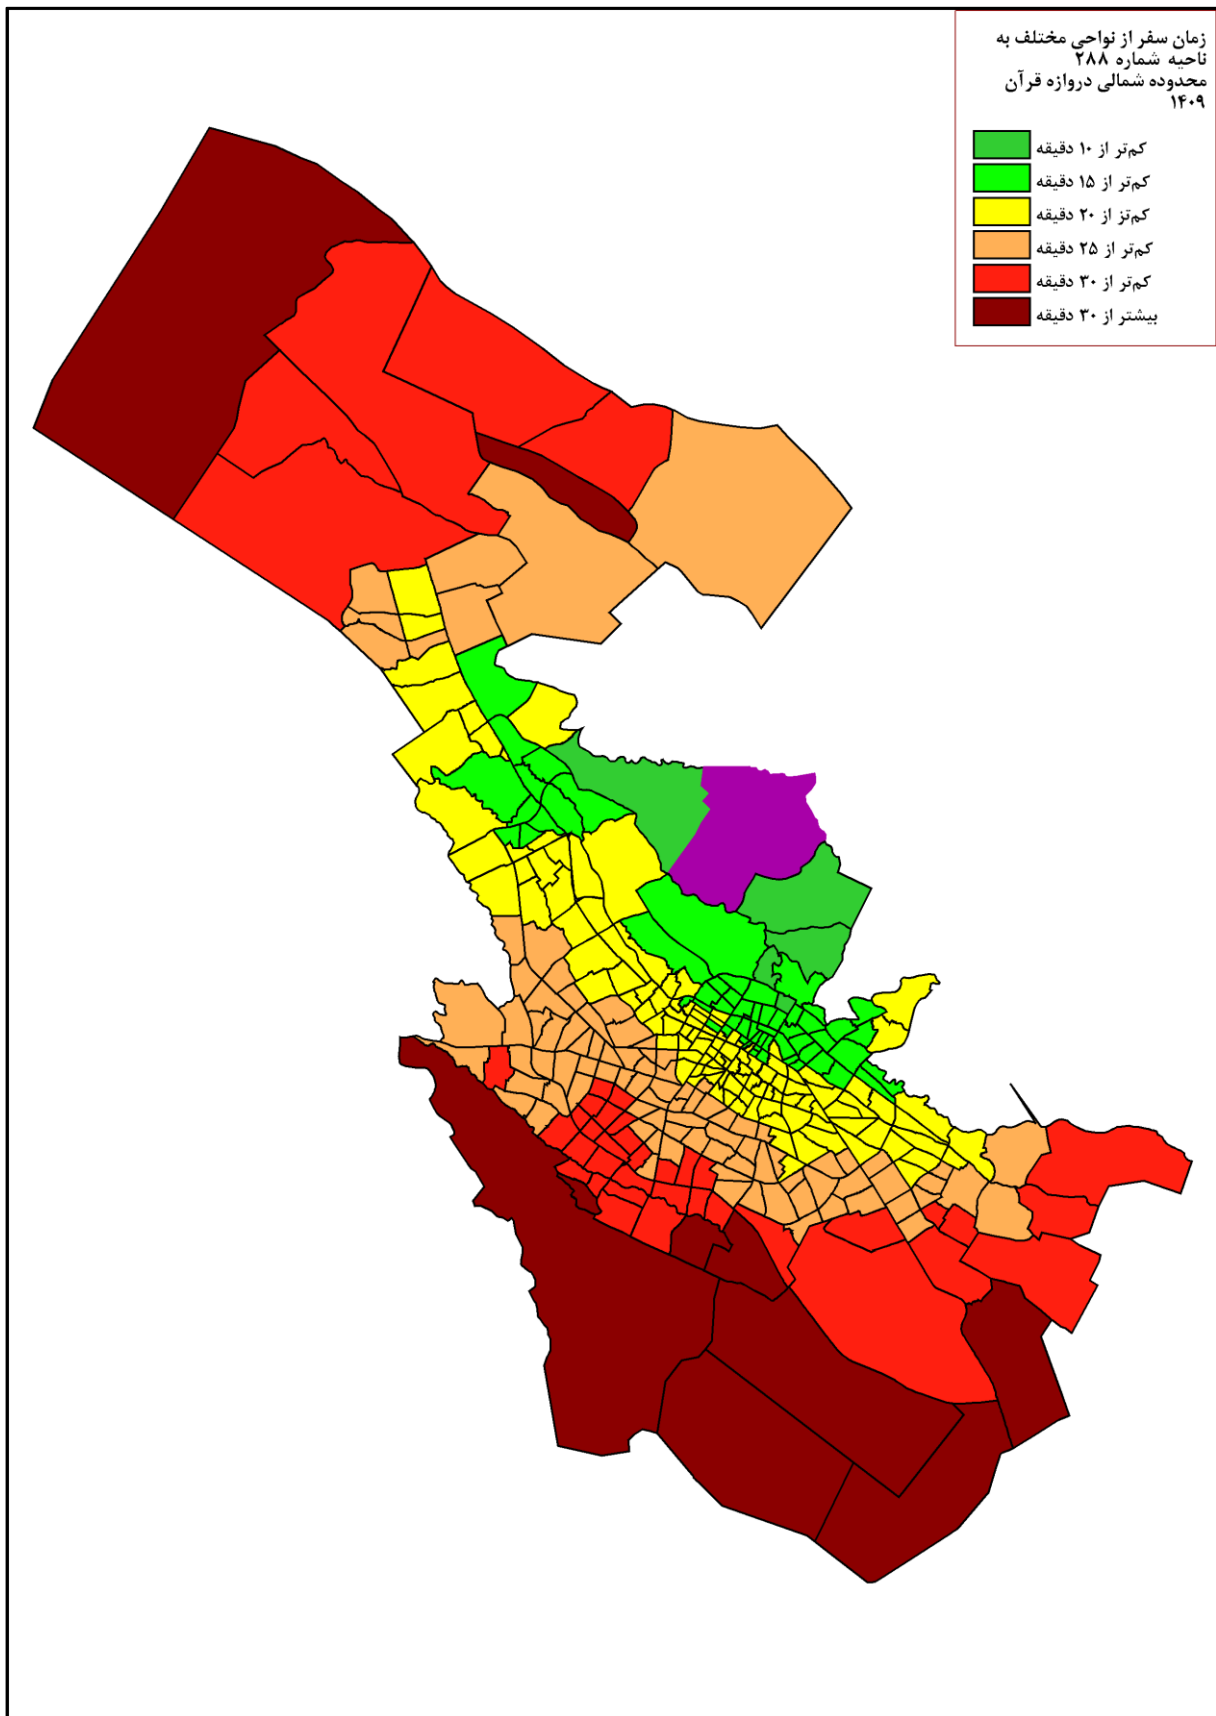 زمان سفر از نواحی مختلف به
ناحیه شماره ۲۸۸
محدوده شمالی دروازه قرآن
۱۴۰۹
کم‌تر از ۱۰ دقیقه
کم‌تر از ۱۵ دقیقه
کم‌تز از ۲۰ دقیقه
کم‌تر از ۲۵ دقیقه
کم‌تر از ۳۰ دقیقه
بیشتر از ۳۰ دقیقه